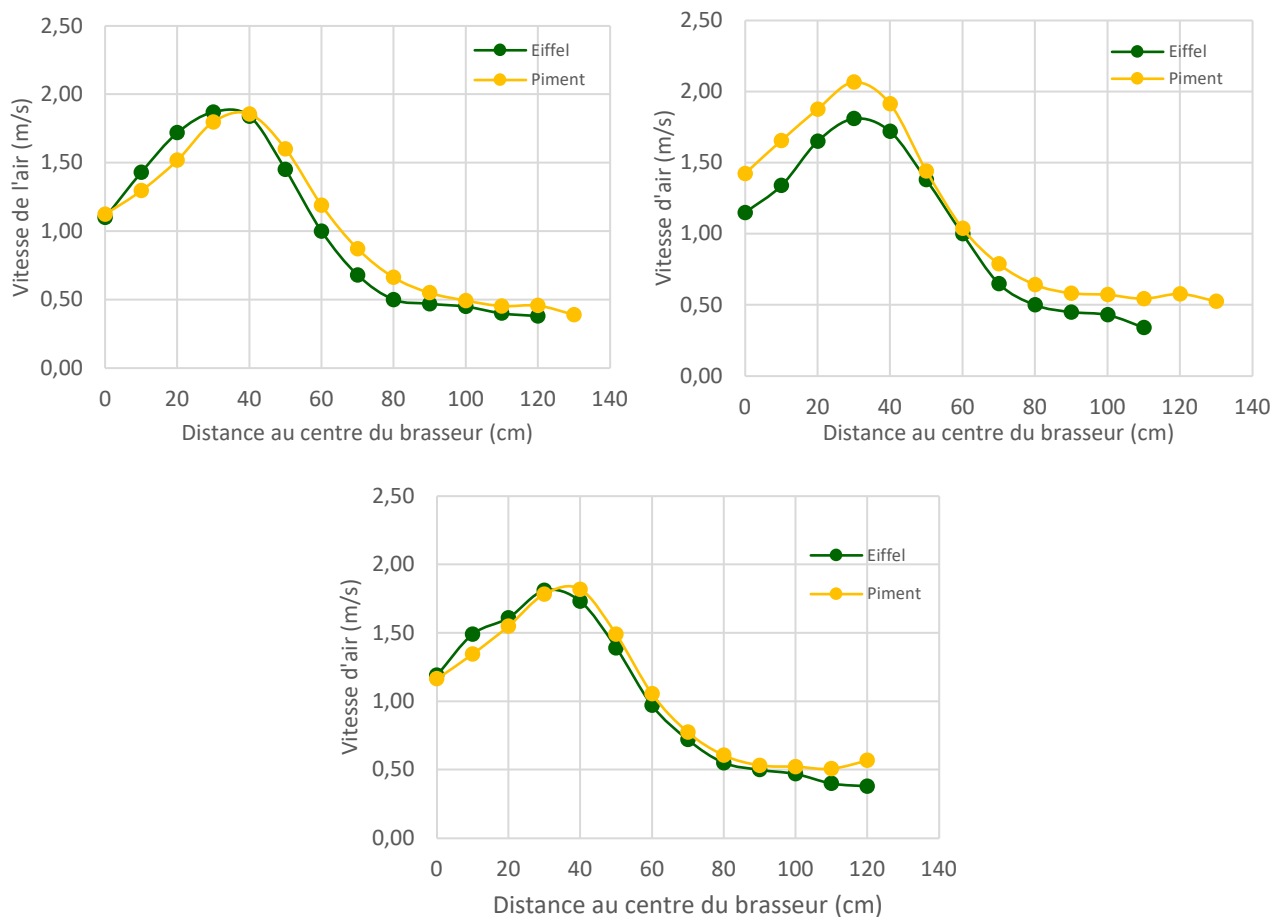 Vitesse de l'air (m/s)
2,50
2,00
1,50
1,00
0,50
0,00
0 20 40 60 80 100 120 140
Distance au centre du brasseur (cm)
Eiffel
Piment
Vitesse d'air (m/s)
2,50
2,00
1,50
1,00
0,50
0,00
0 20 40 60 80 100 120 140
Distance au centre du brasseur (cm)
Eiffel
Piment
Vitesse d'air (m/s)
2,50
2,00
1,50
1,00
0,50
0,00
0 20 40 60 80 100 120 140
Distance au centre du brasseur (cm)
Eiffel
Piment